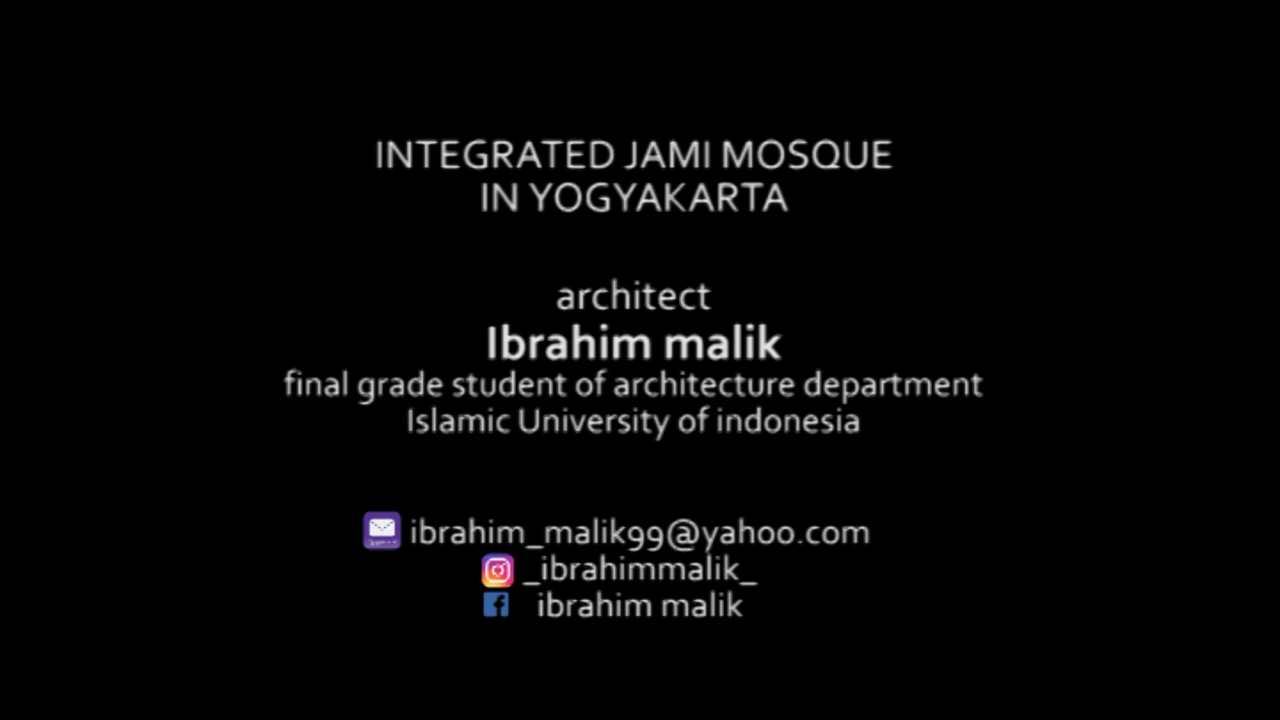 INTEGRATED JAMI MOSQUE
IN YOGYAKARTA
architect
Ibrahim malik
final grade student of architecture department
Islamic University of indonesia
ibrahim_malik99@yahoo.com
_ibrahimmalik_
ibrahim malik